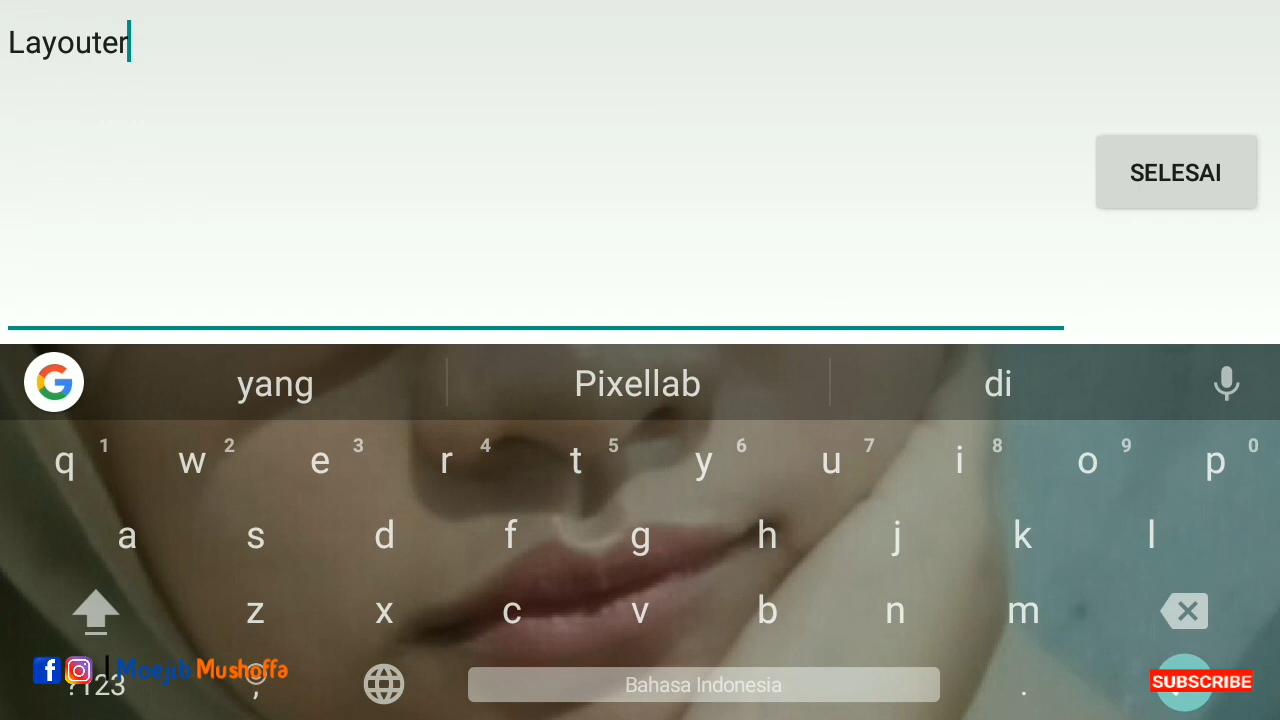 Layouter
SELESAI
yang Pixellab di
q 1 w 2 e 3 r 4 t 5 y 6 u 7 i 8 o 9 p 0
a s d f g h j k l
z x c v b n m
f | Moejib Mushoffa
?123 , Bahasa Indonesia . SUBSCRIBE